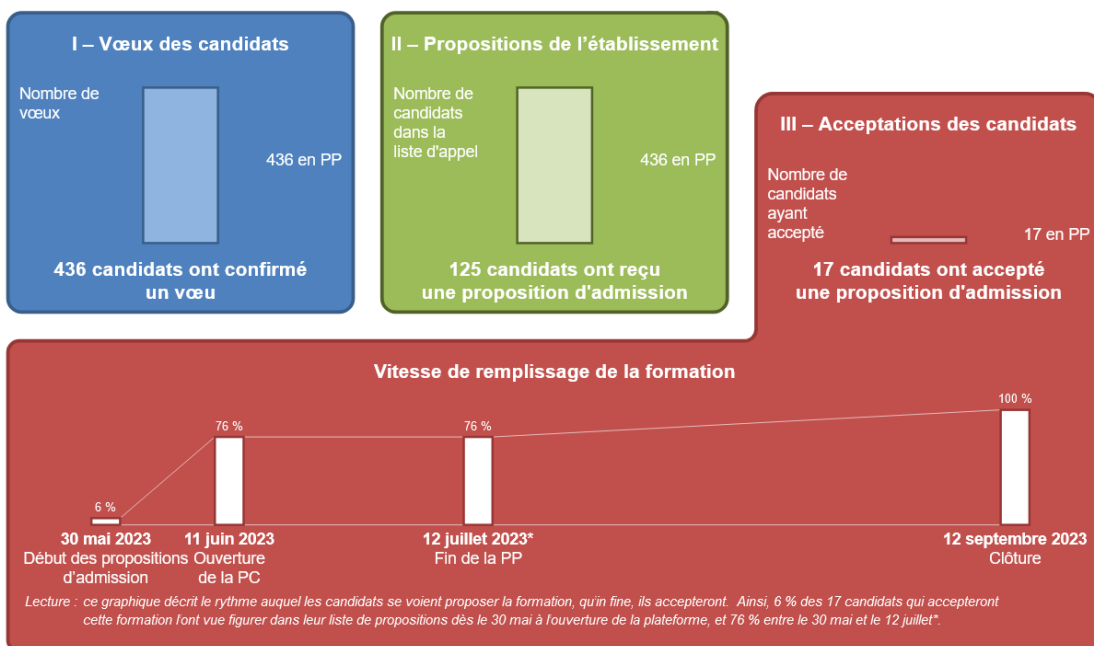 I – Vœux des candidats
Nombre de
vœux
436 en PP
436 candidats ont confirmé
un vœu
II – Propositions de l'établissement
Nombre de
candidats
dans la
liste d'appel
436 en PP
125 candidats ont reçu
une proposition d'admission
III – Acceptations des candidats
Nombre de
candidats
ayant
accepté
17 en PP
17 candidats ont accepté
une proposition d'admission
Vitesse de remplissage de la formation
6 %
76 %
76 %
100 %
30 mai 2023
Début des propositions
d'admission
11 juin 2023
Ouverture
de la PC
12 juillet 2023*
Fin de la PP
12 septembre 2023
Clôture
Lecture : ce graphique décrit le rythme auquel les candidats se voient proposer la formation, qu'in fine, ils accepteront. Ainsi, 6 % des 17 candidats qui accepteront
cette formation l'ont vue figurer dans leur liste de propositions dès le 30 mai à l'ouverture de la plateforme, et 76 % entre le 30 mai et le 12 juillet*.